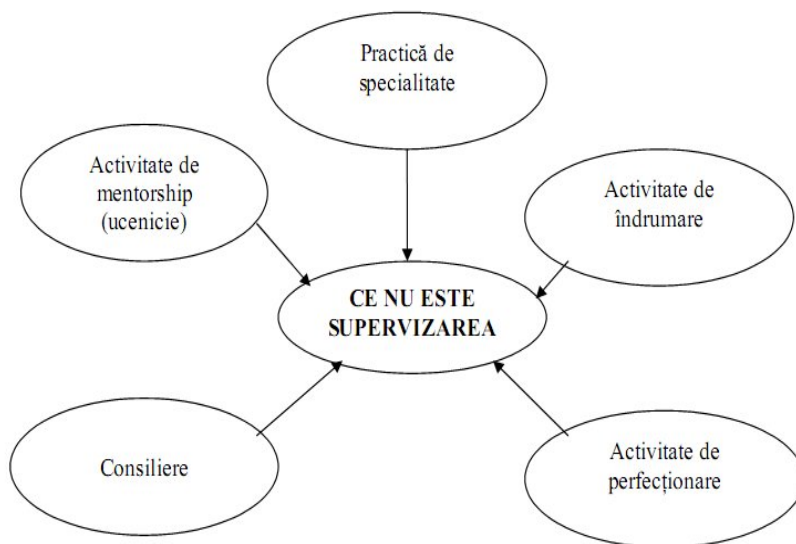 Practică de
specialitate
Activitate de
mentorship
(ucenicie)
Activitate de
îndrumare
CE NU ESTE
SUPERVIZAREA
Consiliere
Activitate de
perfecționare